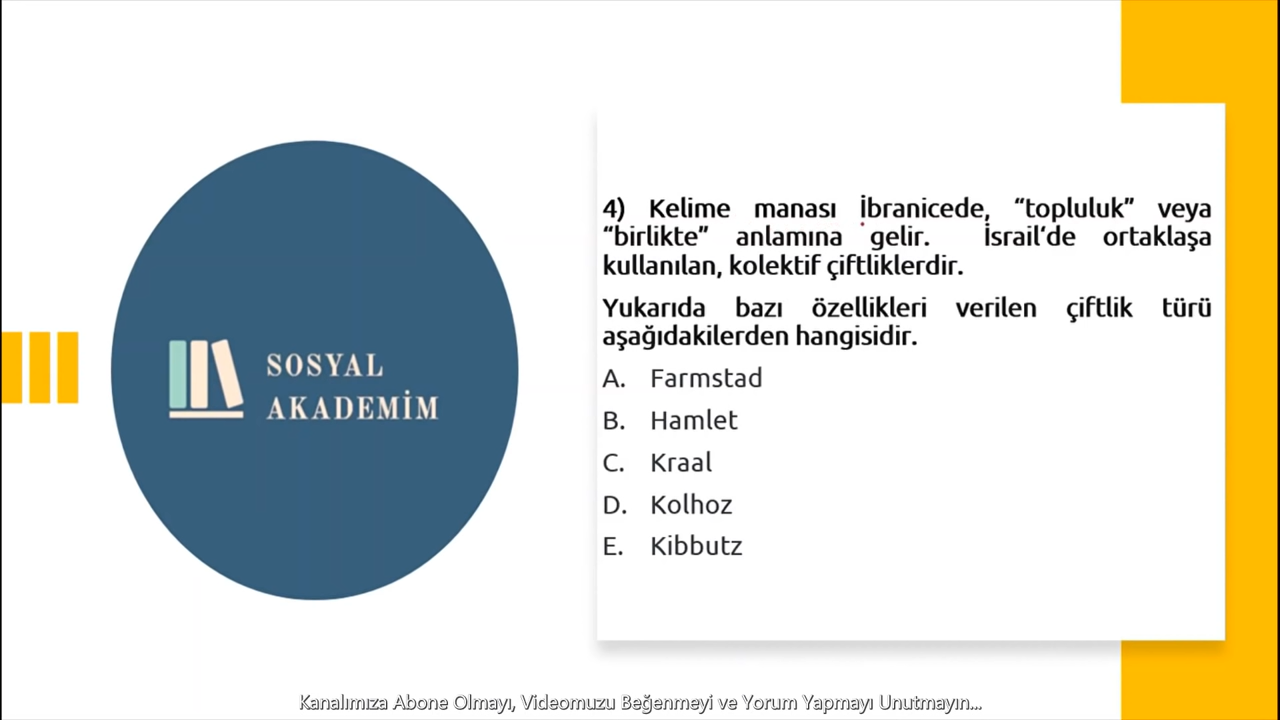 SOSYAL
AKADEMİM
4) Kelime manası İbranicede, “topluluk” veya
“birlikte” anlamına gelir. İsrail‘de ortaklaşa
kullanılan, kolektif çiftliklerdir.
Yukarıda bazı özellikleri verilen çiftlik türü
aşağıdakilerden hangisidir.
A. Farmstad
B. Hamlet
C. Kraal
D. Kolhoz
E. Kibbutz
Kanalımıza Abone Olmayı, Videomuzu Beğenmeyi ve Yorum Yapmayı Unutmayın...